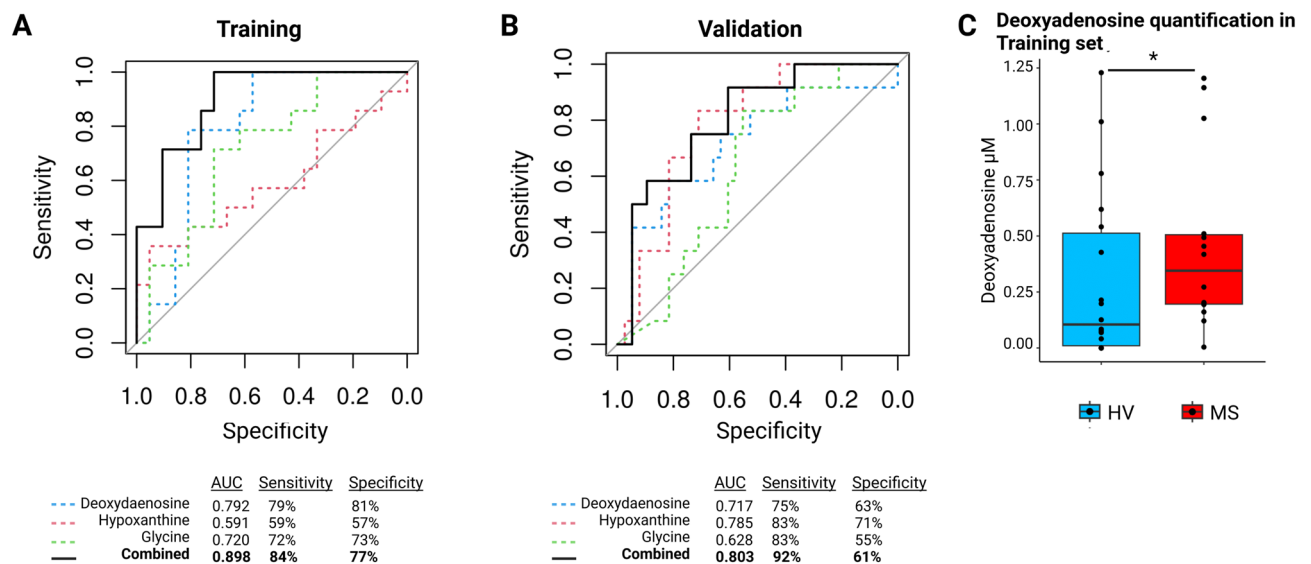 A
Training
Sensitivity
1.0
0.8
0.6
0.4
0.2
0.0
1.0 0.8 0.6 0.4 0.2 0.0
Specificity
AUC Sensitivity Specificity
Deoxydaenosine 0.792 79% 81%
Hypoxanthine 0.591 59% 57%
Glycine 0.720 72% 73%
Combined 0.898 84% 77%
B
Validation
Sensitivity
1.0
0.8
0.6
0.4
0.2
0.0
1.0 0.8 0.6 0.4 0.2 0.0
Specificity
AUC Sensitivity Specificity
Deoxydaenosine 0.717 75% 63%
Hypoxanthine 0.785 83% 71%
Glycine 0.628 83% 55%
Combined 0.803 92% 61%
C
Deoxyadenosine quantification in
Training set
*
Deoxyadenosine µM
1.25
1.00
0.75
0.50
0.25
0.00
HV MS